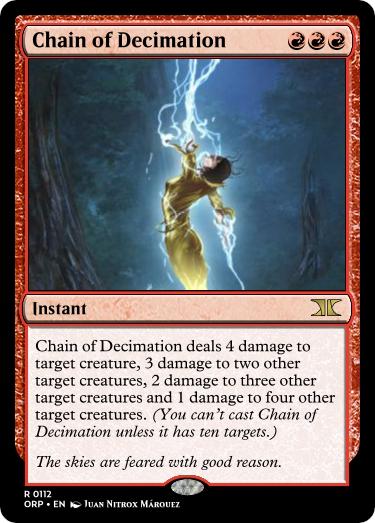 Chain of Decimation
Instant
Chain of Decimation deals 4 damage to
target creature, 3 damage to two other
target creatures, 2 damage to three other
target creatures and 1 damage to four other
target creatures. (You can't cast Chain of
Decimation unless it has ten targets.)
The skies are feared with good reason.
R 0112
ORP • EN Juan Nitrox Márquez